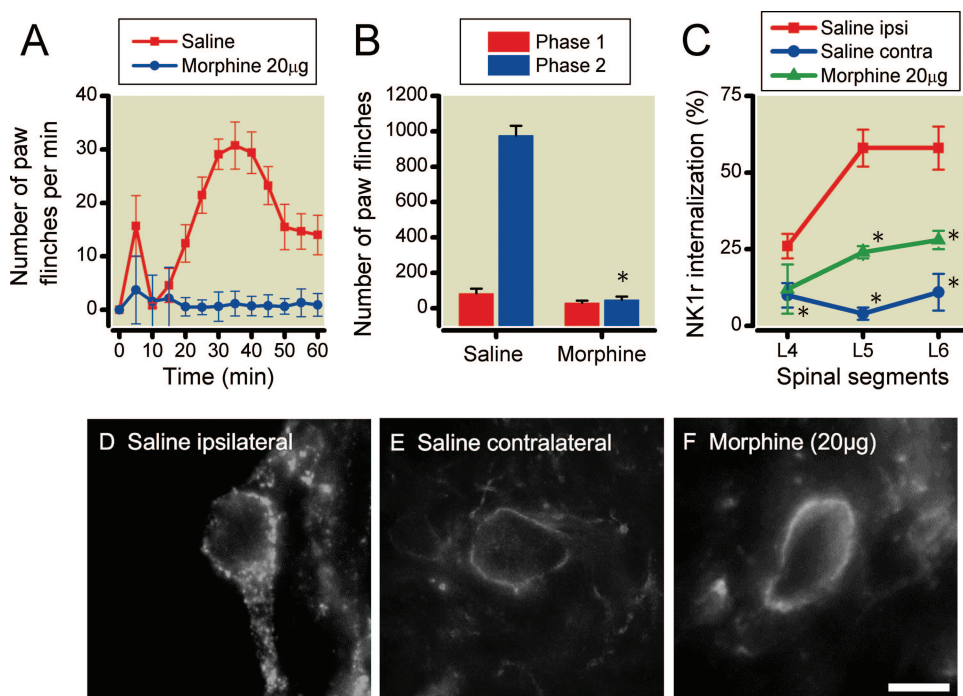 A
Saline
Morphine 20μg
Number of paw
flinches per min
40
30
20
10
0
0 10 20 30 40 50 60
Time (min)
B
Phase 1
Phase 2
Number of paw flinches
1200
1000
800
600
400
200
0
*
Saline Morphine
C
Saline ipsi
Saline contra
Morphine 20μg
NK1r internalization (%)
75
50
25
0
* *
* * *
L4 L5 L6
Spinal segments
D Saline ipsilateral
E Saline contralateral
F Morphine (20μg)